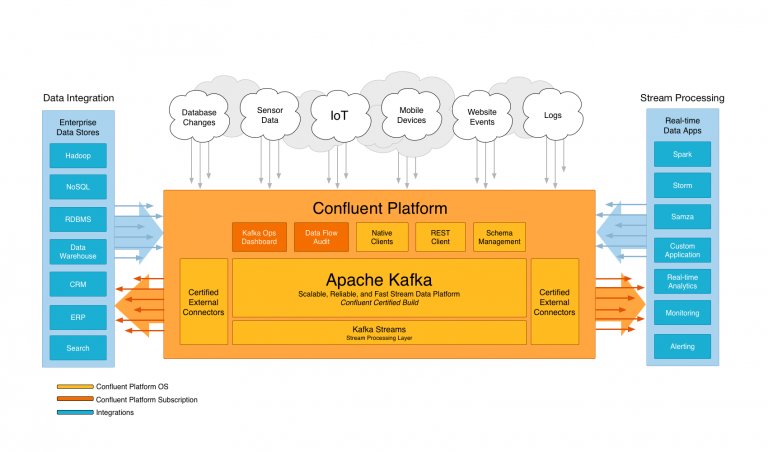 Data Integration
Enterprise
Data Stores
Hadoop
NoSQL
RDBMS
Data
Warehouse
CRM
ERP
Search
Database
Changes
Sensor
Data
IoT
Mobile
Devices
Website
Events
Logs
Confluent Platform
Kafka Ops
Dashboard
Data Flow
Audit
Native
Clients
REST
Client
Schema
Management
Certified
External
Connectors
Apache Kafka
Scalable, Reliable, and Fast Stream Data Platform
Confluent Certified Build
Kafka Streams
Stream Processing Layer
Certified
External
Connectors
Stream Processing
Real-time
Data Apps
Spark
Storm
Samza
Custom
Application
Real-time
Analytics
Monitoring
Alerting
Confluent Platform OS
Confluent Platform Subscription
Integrations